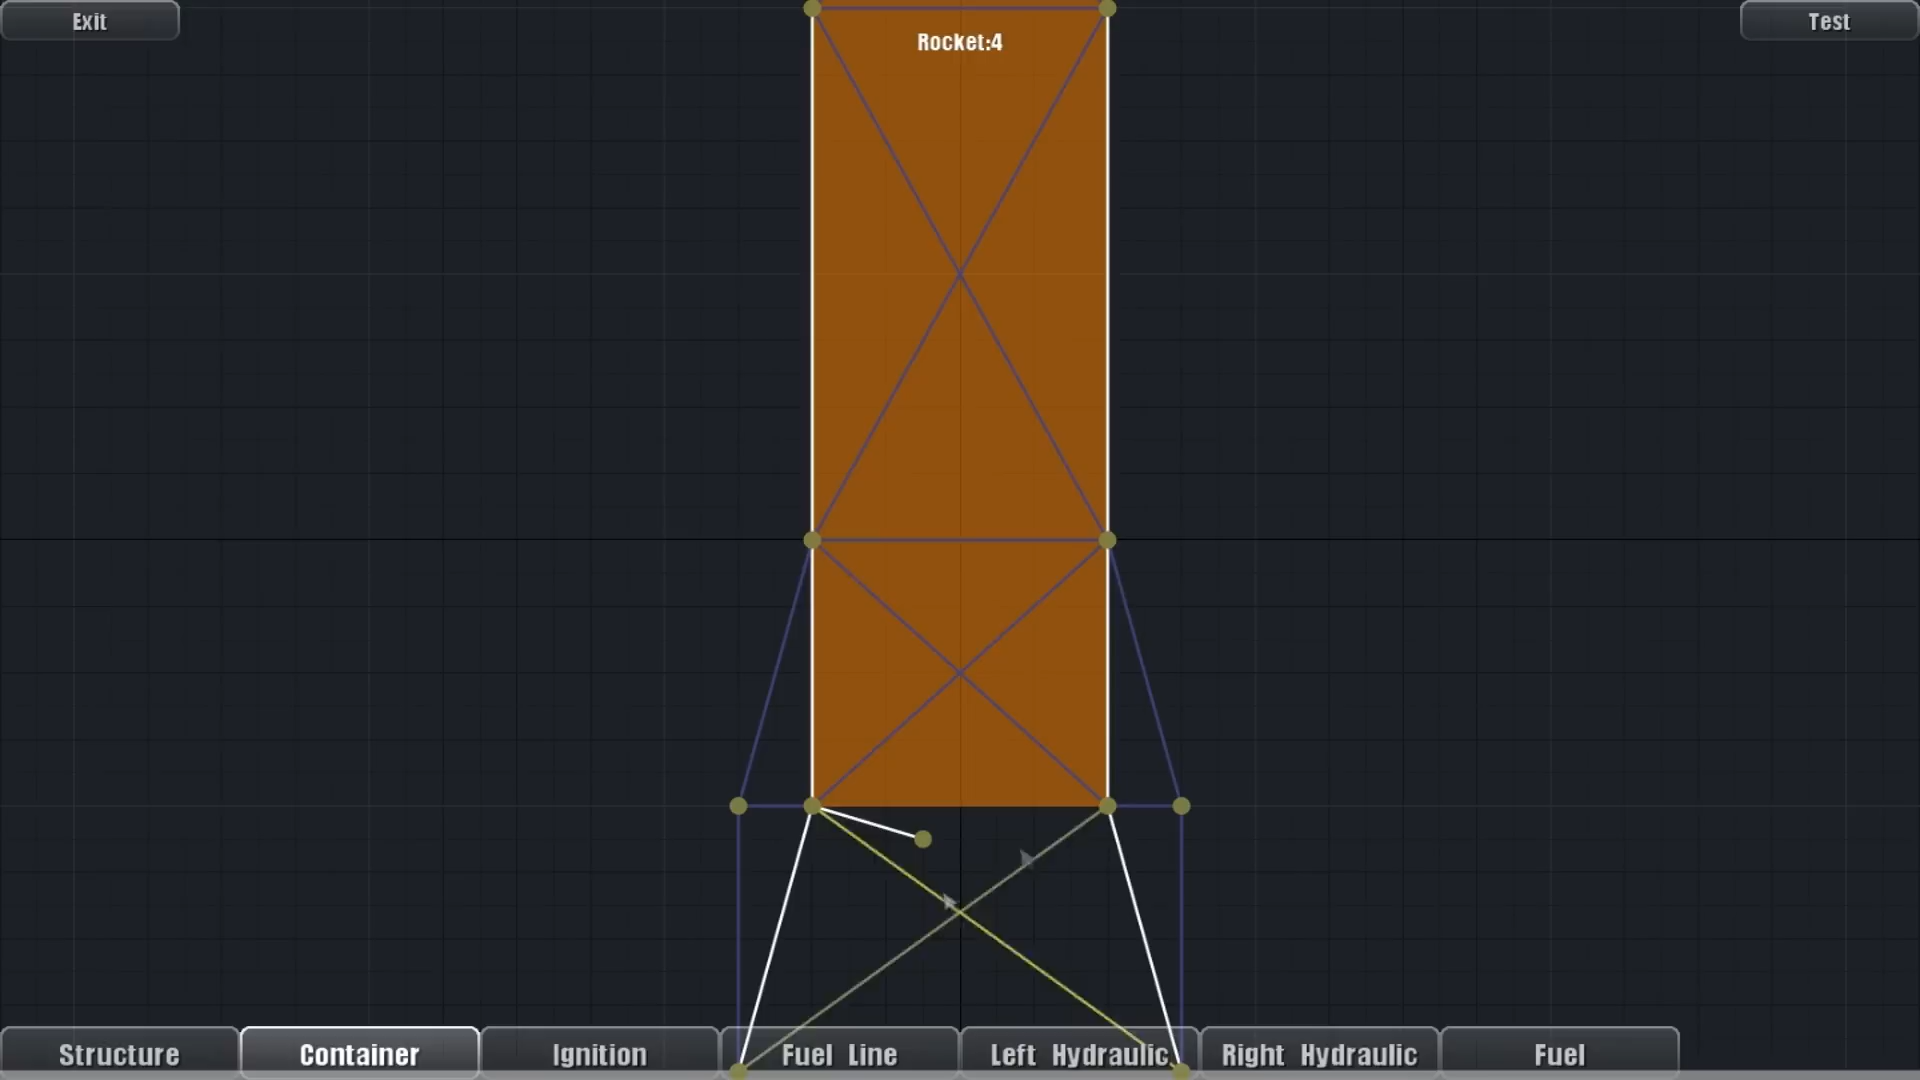 Exit
Rocket:4
Test
Structure
Container
Ignition
Fuel Line
Left Hydraulic
Right Hydraulic
Fuel